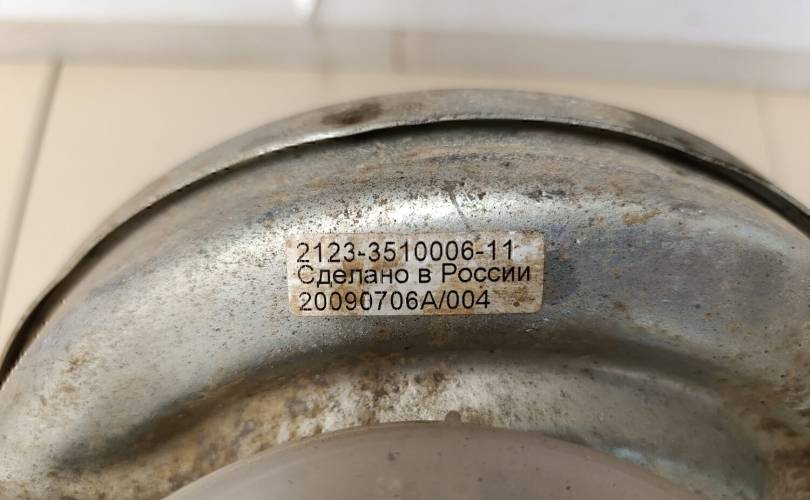 2123-3510006-11
Сделано в России
20090706A/004